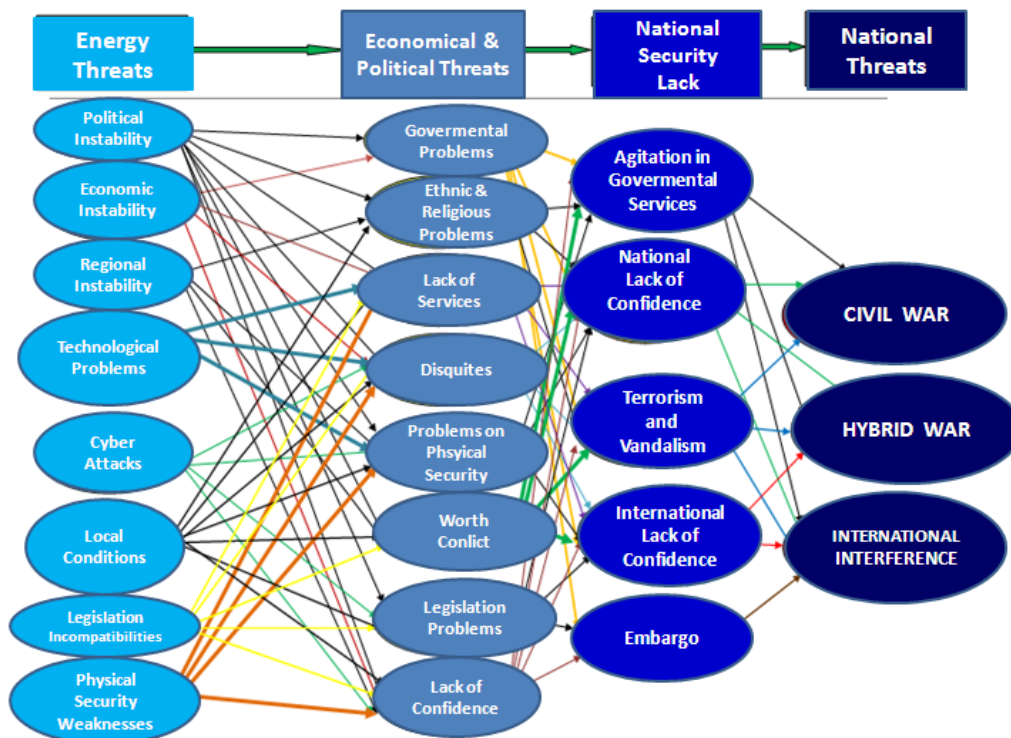 Energy
Threats
Economical &
Political Threats
National
Security
Lack
National
Threats
Political
Instability
Economic
Instability
Regional
Instability
Technological
Problems
Cyber
Attacks
Local
Conditions
Legislation
Incompatibilities
Physical
Security
Weaknesses
Govermental
Problems
Ethnic &
Religious
Problems
Lack of
Services
Disquites
Problems on
Phsyical
Security
Worth
Conlict
Legislation
Problems
Lack of
Confidence
Agitation in
Govermental
Services
National
Lack of
Confidence
Terrorism
and
Vandalism
International
Lack of
Confidence
Embargo
CIVIL WAR
HYBRID WAR
INTERNATIONAL
INTERFERENCE